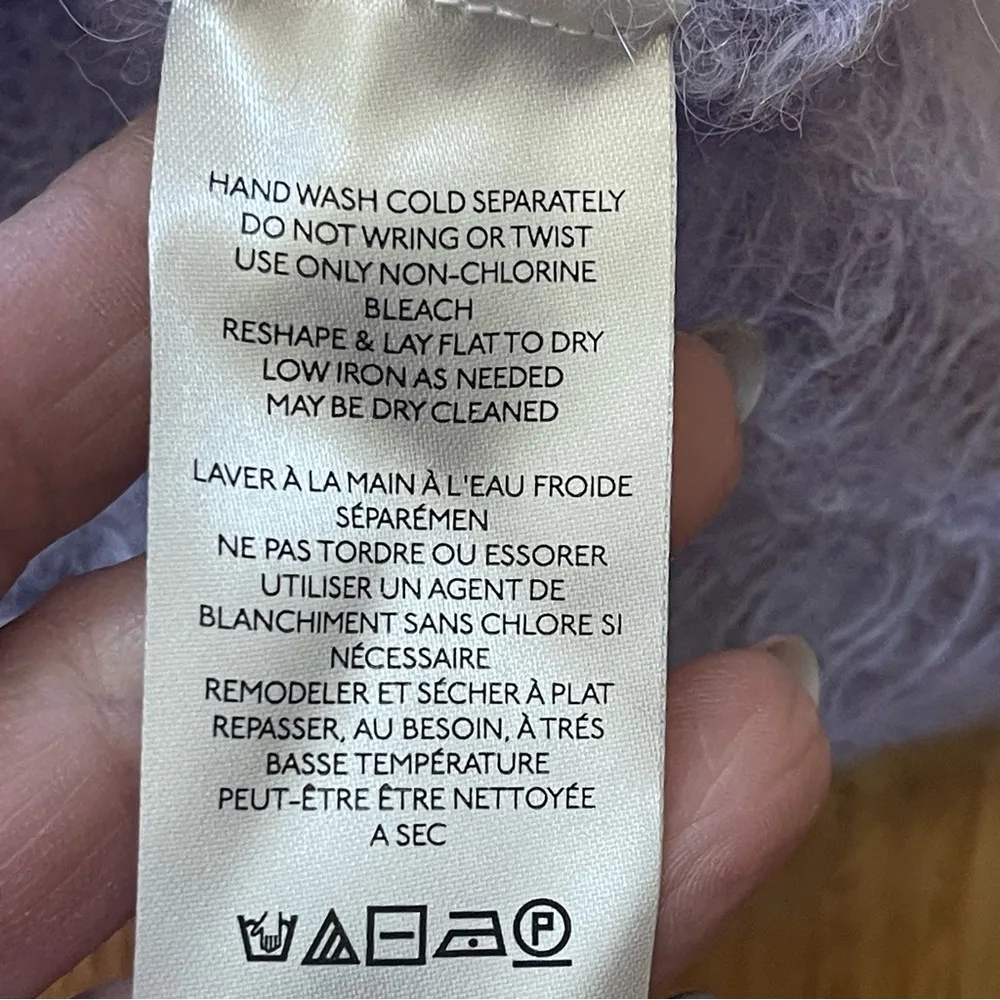 HAND WASH COLD SEPARATELY
DO NOT WRING OR TWIST
USE ONLY NON-CHLORINE
BLEACH
RESHAPE & LAY FLAT TO DRY
LOW IRON AS NEEDED
MAY BE DRY CLEANED
LAVER À LA MAIN À L'EAU FROIDE
SÉPARÉMEN
NE PAS TORDRE OU ESSORER
UTILISER UN AGENT DE
BLANCHIMENT SANS CHLORE SI
NÉCESSAIRE
REMODELER ET SÉCHER À PLAT
REPASSER, AU BESOIN, À TRÉS
BASSE TEMPÉRATURE
PEUT-ÊTRE ÊTRE NETTOYÉE
A SEC
P